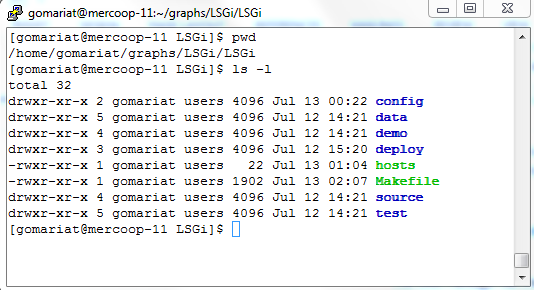 gomariat@mercoop-11:~/graphs/LSGi/LSGi
[gomariat@mercoop-11 LSGi]$ pwd
/home/gomariat/graphs/LSGi/LSGi
[gomariat@mercoop-11 LSGi]$ ls -l
total 32
drwxr-xr-x 2 gomariat users 4096 Jul 13 00:22 config
drwxr-xr-x 5 gomariat users 4096 Jul 12 14:21 data
drwxr-xr-x 4 gomariat users 4096 Jul 12 14:21 demo
drwxr-xr-x 3 gomariat users 4096 Jul 12 15:20 deploy
-rwxr-xr-x 1 gomariat users   22 Jul 13 01:04 hosts
-rwxr-xr-x 1 gomariat users 1902 Jul 13 02:07 Makefile
drwxr-xr-x 4 gomariat users 4096 Jul 12 14:21 source
drwxr-xr-x 5 gomariat users 4096 Jul 12 14:21 test
[gomariat@mercoop-11 LSGi]$